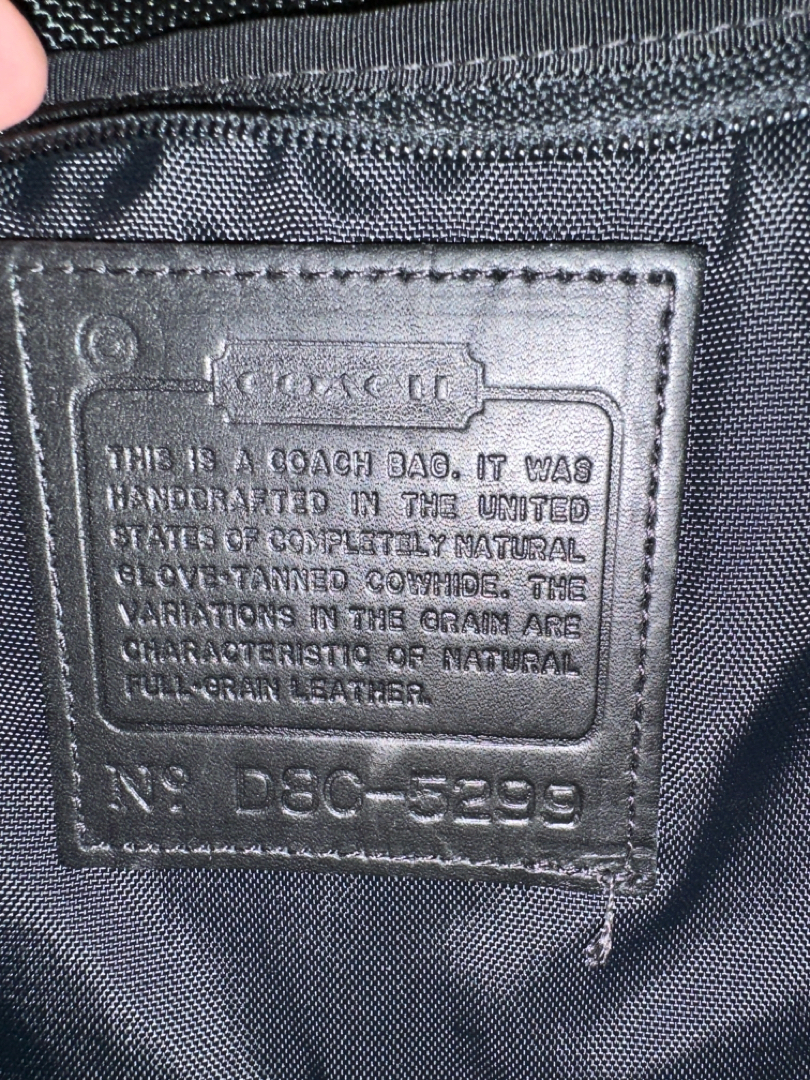 COACH
THIS IS A COACH BAG. IT WAS
HANDCRAFTED IN THE UNITED
STATES OF COMPLETELY NATURAL
GLOVE-TANNED COWHIDE. THE
VARIATIONS IN THE GRAIN ARE
CHARACTERISTIC OF NATURAL
FULL-GRAIN LEATHER.
Nº D8C-5299